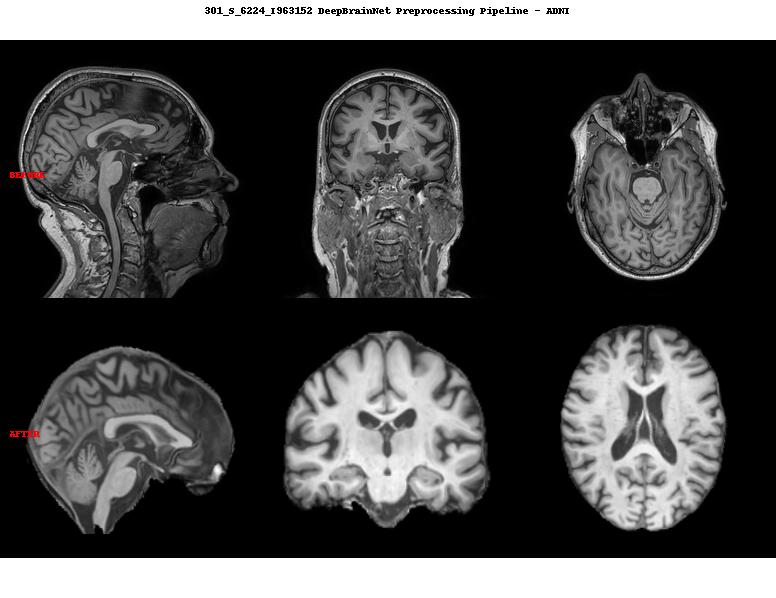 301_S_6224_I963152 DeepBrainNet Preprocessing Pipeline - ADNI
BEFORE
AFTER